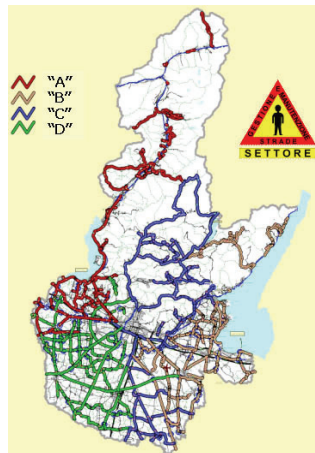 "A"
"B"
"C"
"D"
GESTIONE E MANUTENZIONE
STRADE
SETTORE